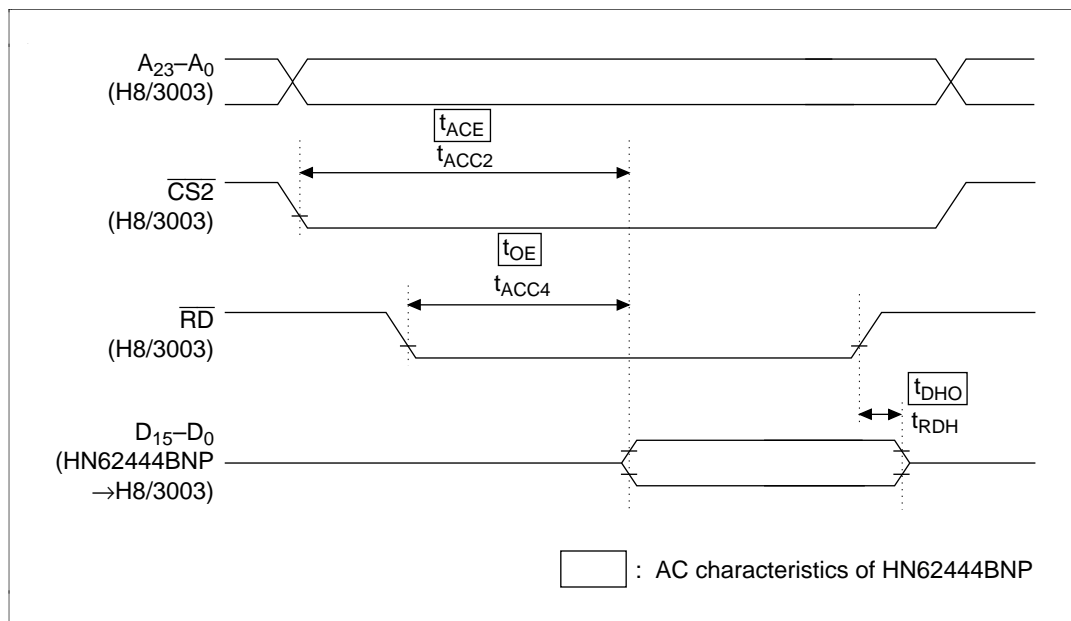 A23–A0
(H8/3003)
tACE
tACC2
CS2
(H8/3003)
tOE
tACC4
RD
(H8/3003)
tDHO
tRDH
D15–D0
(HN62444BNP
→H8/3003)
: AC characteristics of HN62444BNP